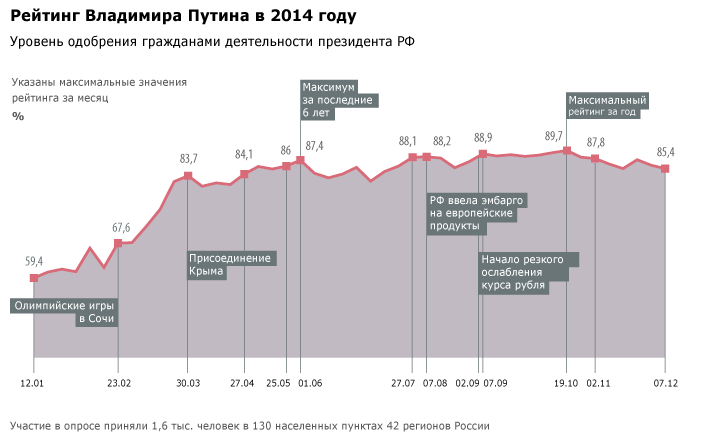 Рейтинг Владимира Путина в 2014 году
Уровень одобрения гражданами деятельности президента РФ
Указаны максимальные значения
рейтинга за месяц
%
Максимум
за последние
6 лет
Максимальный
рейтинг за год
59,4
67,6
83,7
84,1
86
87,4
88,1
88,2
88,9
89,7
87,8
85,4
РФ ввела эмбарго
на европейские
продукты
Присоединение
Крыма
Начало резкого
ослабления
курса рубля
Олимпийские игры
в Сочи
12.01
23.02
30.03
27.04
25.05
01.06
27.07
07.08
02.09
07.09
19.10
02.11
07.12
Участие в опросе приняли 1,6 тыс. человек в 130 населенных пунктах 42 регионов России